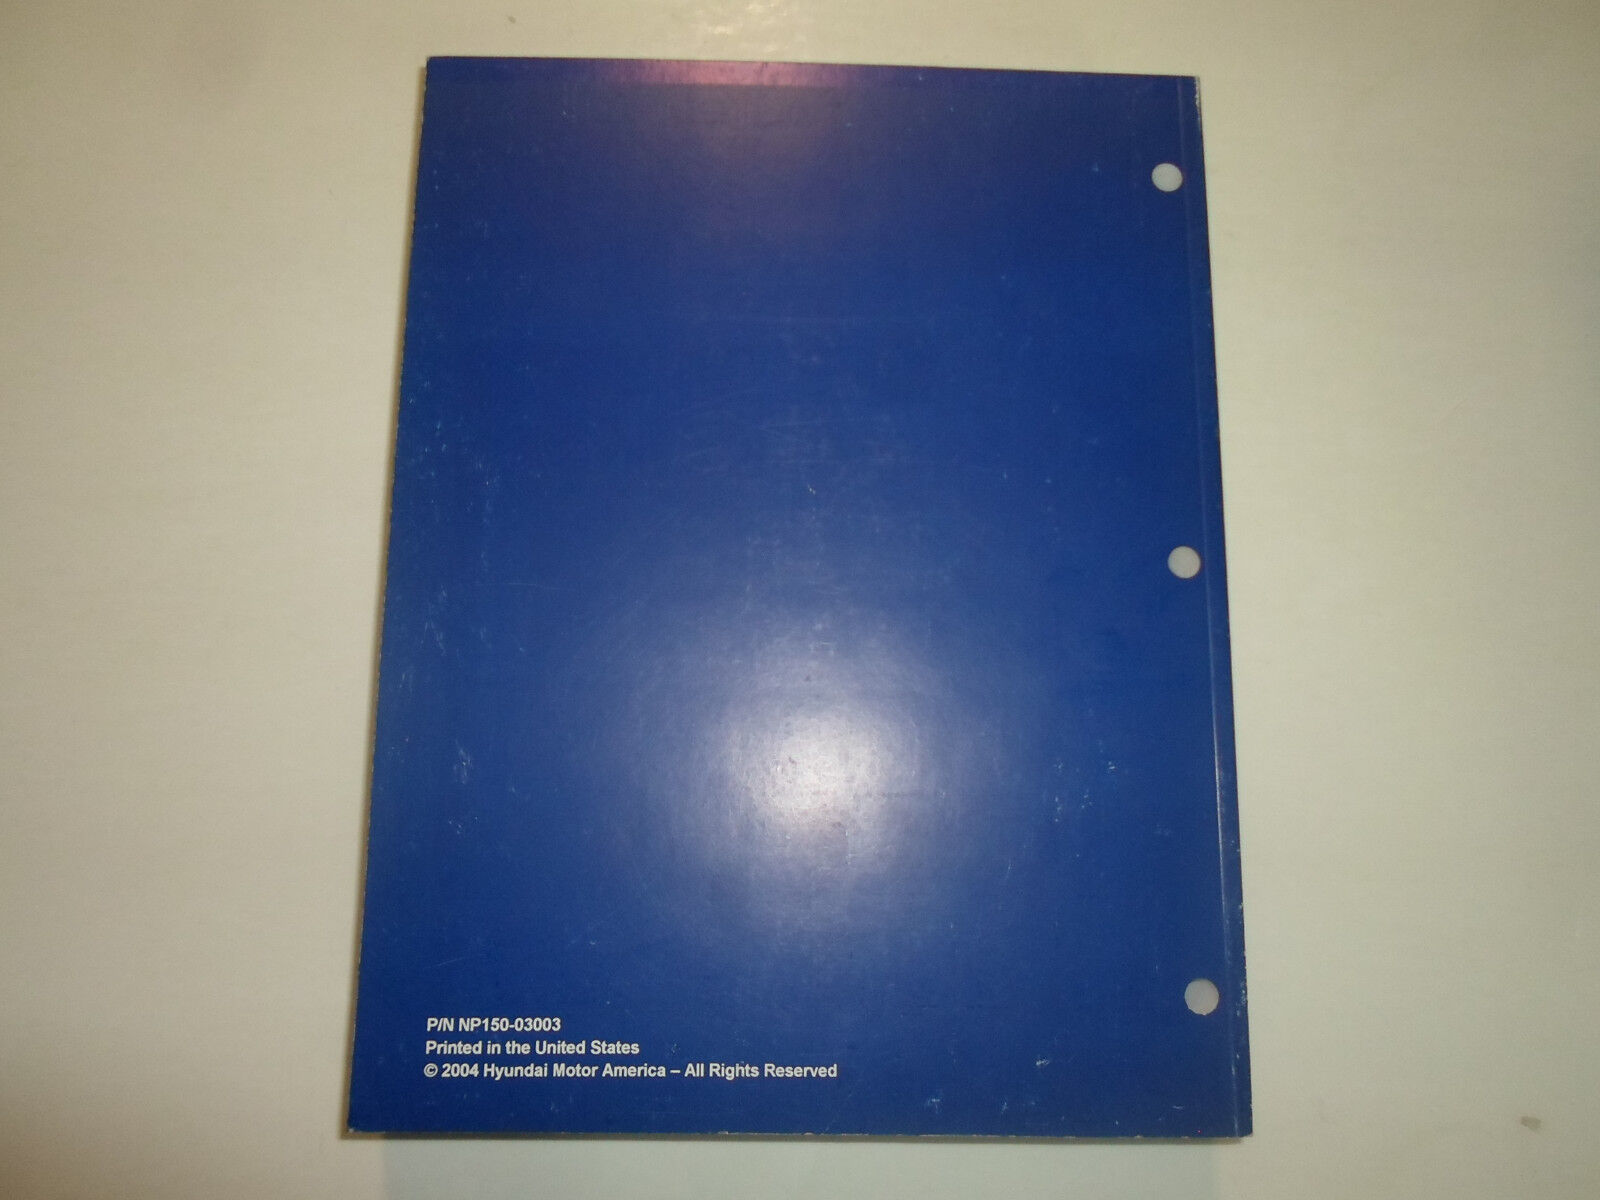 P/N NP150-03003
Printed in the United States
© 2004 Hyundai Motor America – All Rights Reserved